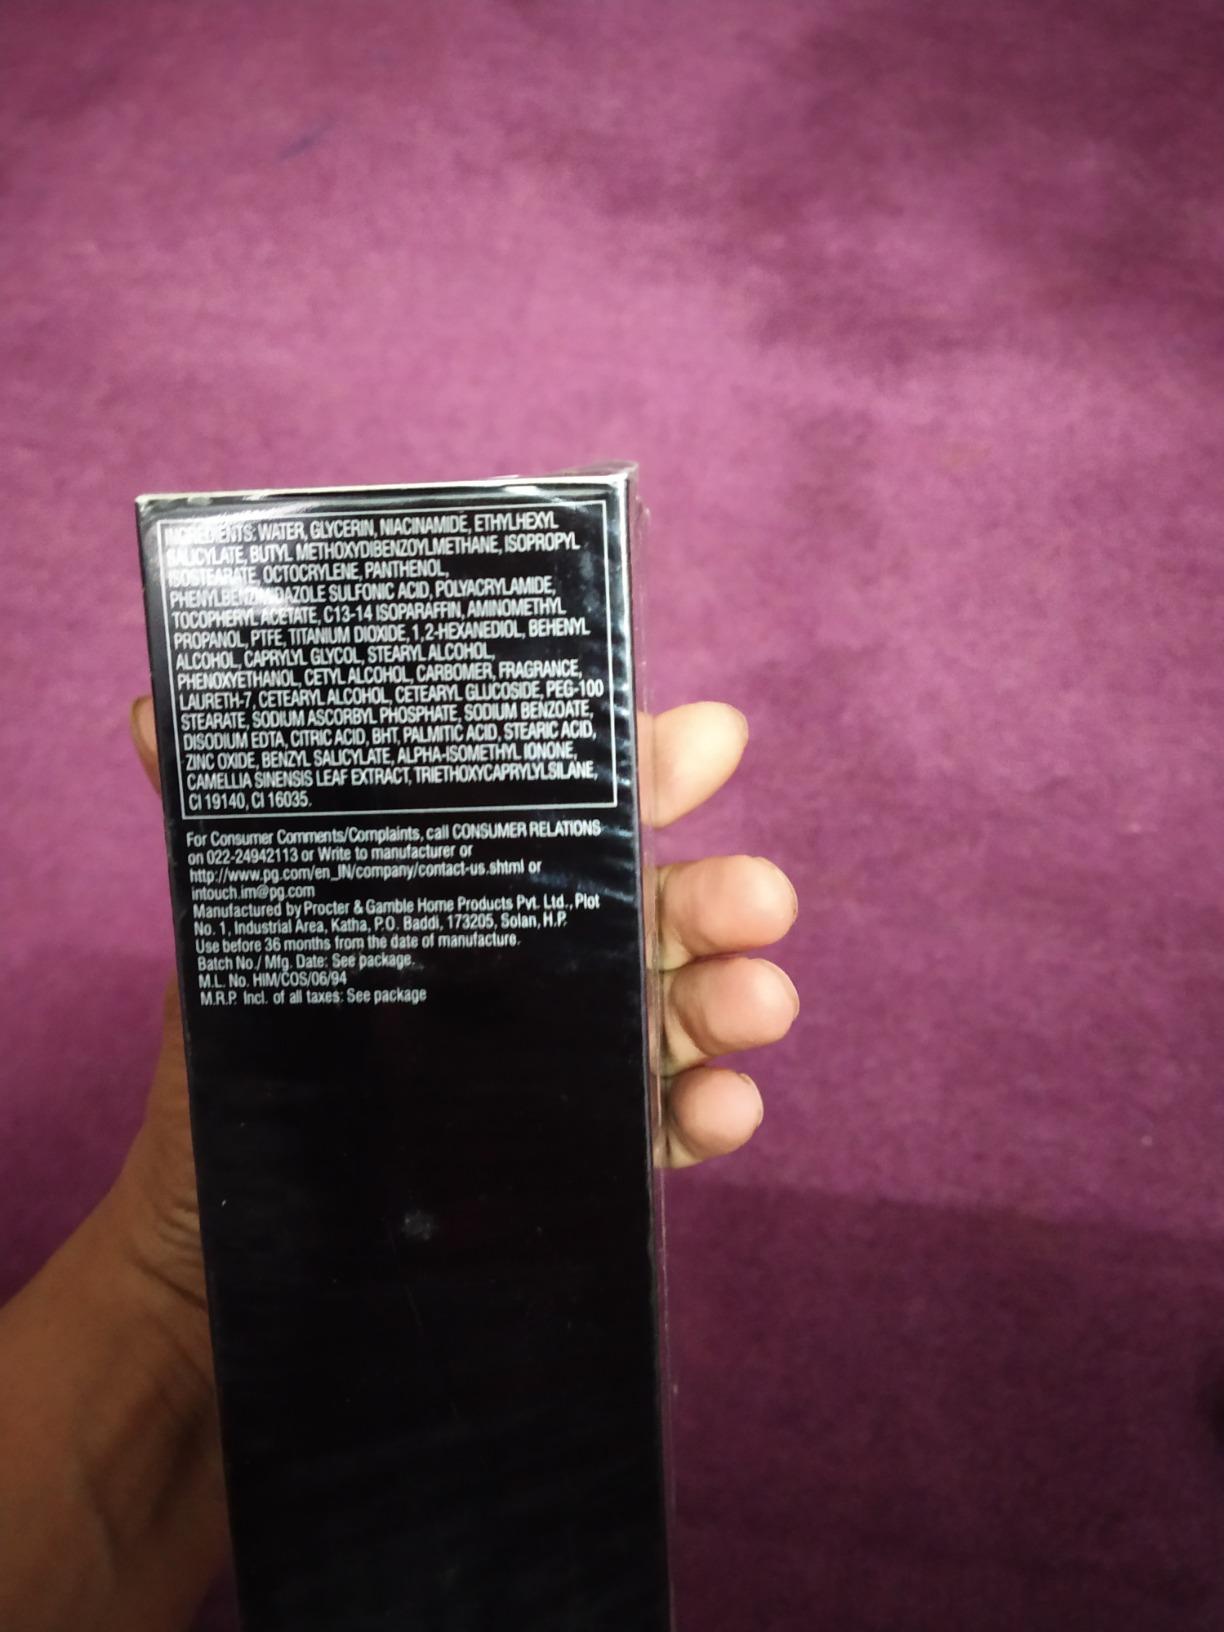 INGREDIENTS: WATER, GLYCERIN, NIACINAMIDE, ETHYLHEXYL
SALICYLATE, BUTYL METHOXYDIBENZOYLMETHANE, ISOPROPYL
ISOSTEARATE, OCTOCRYLENE, PANTHENOL,
PHENYLBENZIMIDAZOLE SULFONIC ACID, POLYACRYLAMIDE,
TOCOPHERYL ACETATE, C13-14 ISOPARAFFIN, AMINOMETHYL
PROPANOL, PTFE, TITANIUM DIOXIDE, 1,2-HEXANEDIOL, BEHENYL
ALCOHOL, CAPRYLYL GLYCOL, STEARYL ALCOHOL,
PHENOXYETHANOL, CETYL ALCOHOL, CARBOMER, FRAGRANCE,
LAURETH-7, CETEARYL ALCOHOL, CETEARYL GLUCOSIDE, PEG-100
STEARATE, SODIUM ASCORBYL PHOSPHATE, SODIUM BENZOATE,
DISODIUM EDTA, CITRIC ACID, BHT, PALMITIC ACID, STEARIC ACID,
ZINC OXIDE, BENZYL SALICYLATE, ALPHA-ISOMETHYL IONONE,
CAMELLIA SINENSIS LEAF EXTRACT, TRIETHOXYCAPRYLYLSILANE,
CI 19140, CI 16035.
For Consumer Comments/Complaints, call CONSUMER RELATIONS
on 022-24942113 or Write to manufacturer or
http://www.pg.com/en_IN/company/contact-us.shtml or
intouch.im@pg.com
Manufactured by Procter & Gamble Home Products Pvt. Ltd., Plot
No. 1, Industrial Area, Katha, P.O. Baddi, 173205, Solan, H.P.
Use before 36 months from the date of manufacture.
Batch No./ Mfg. Date: See package.
M.L. No. HIM/COS/06/94
M.R.P. Incl. of all taxes: See package